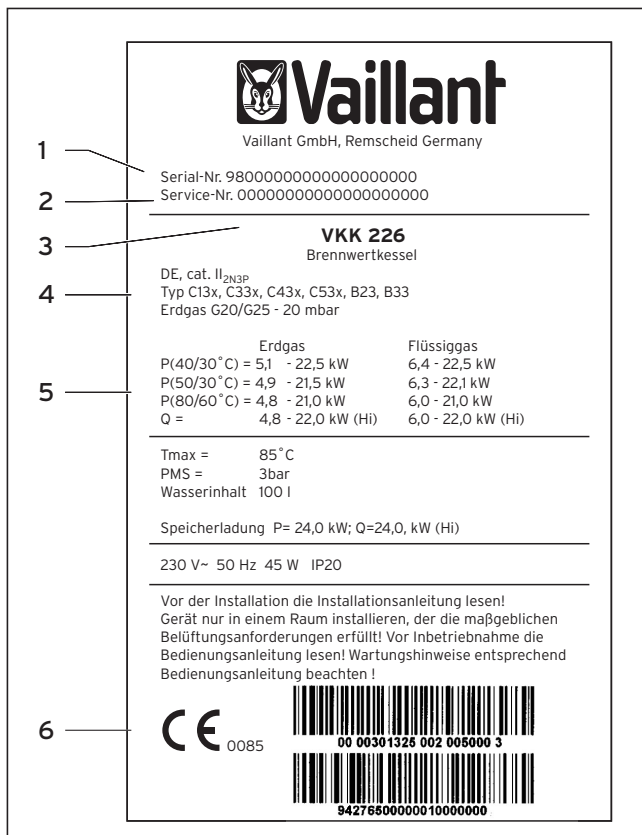 Vaillant
Vaillant GmbH, Remscheid Germany
1
Serial-Nr. 98000000000000000000
2
Service-Nr. 00000000000000000000
3
VKK 226
Brennwertkessel
DE, cat. II2N3P
4
Typ C13x, C33x, C43x, C53x, B23, B33
Erdgas G20/G25 - 20 mbar
Erdgas Flüssiggas
P(40/30˚C) = 5,1 - 22,5 kW 6,4 - 22,5 kW
P(50/30˚C) = 4,9 - 21,5 kW 6,3 - 22,1 kW
5
P(80/60˚C) = 4,8 - 21,0 kW 6,0 - 21,0 kW
Q = 4,8 - 22,0 kW (Hi) 6,0 - 22,0 kW (Hi)
Tmax = 85˚C
PMS = 3bar
Wasserinhalt 100 l
Speicherladung P= 24,0 kW; Q=24,0, kW (Hi)
230 V~ 50 Hz 45 W IP20
Vor der Installation die Installationsanleitung lesen!
Gerät nur in einem Raum installieren, der die maßgeblichen
Belüftungsanforderungen erfüllt! Vor Inbetriebnahme die
Bedienungsanleitung lesen! Wartungshinweise entsprechend
Bedienungsanleitung beachten !
6
CE 0085
00 00301325 002 005000 3
9427650000010000000